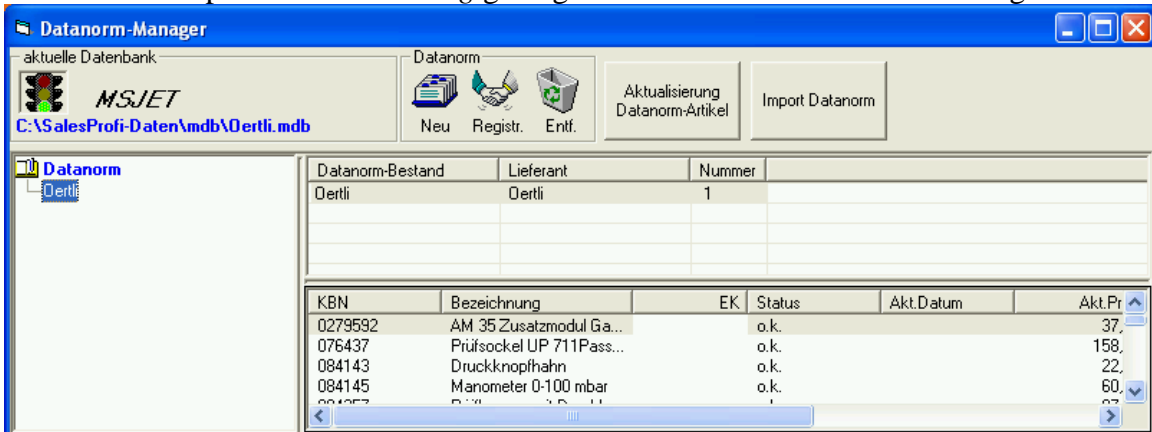 Datanorm-Manager
aktuelle Datenbank
MSJET
C:\SalesProfi-Daten\mdb\Oertli.mdb
Datanorm
Neu Registr. Entf.
Aktualisierung
Datanorm-Artikel
Import Datanorm
Datanorm
Oertli
Datanorm-Bestand Lieferant Nummer
Oertli Oertli 1
KBN Bezeichnung EK Status Akt.Datum Akt.Pr
0279592 AM 35 Zusatzmodul Ga... o.k. 37,
076437 Prüfsockel UP 711Pass... o.k. 158,
084143 Druckknopfhahn o.k. 22,
084145 Manometer 0-100 mbar o.k. 60,